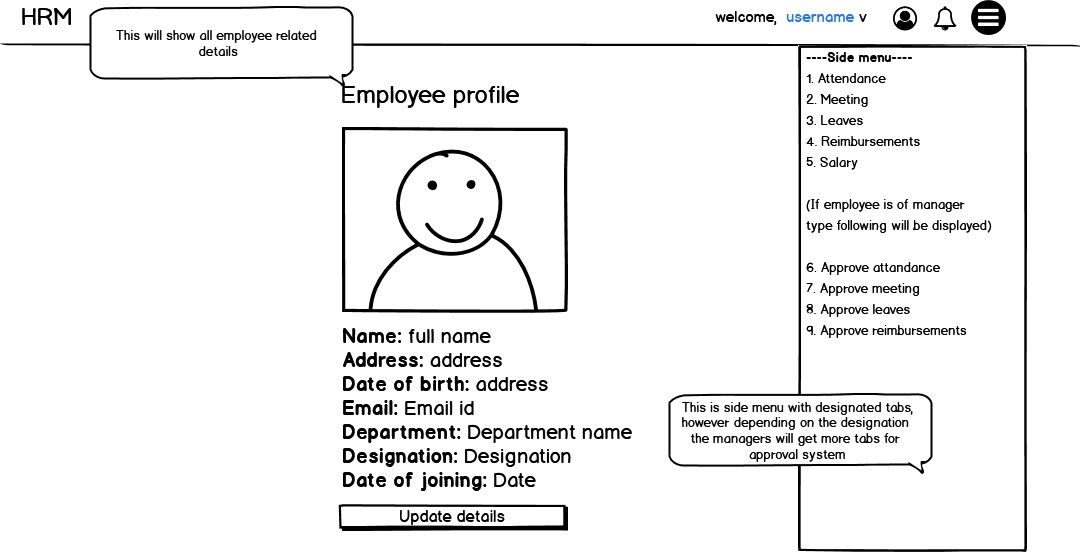 HRM
welcome, username v
This will show all employee related
details
Employee profile
Name: full name
Address: address
Date of birth: address
Email: Email id
Department: Department name
Designation: Designation
Date of joining: Date
Update details
----Side menu----
1. Attendance
2. Meeting
3. Leaves
4. Reimbursements
5. Salary
(If employee is of manager
type following will be displayed)
6. Approve attandance
7. Approve meeting
8. Approve leaves
9. Approve reimbursements
This is side menu with designated tabs,
however depending on the designation
the managers will get more tabs for
approval system